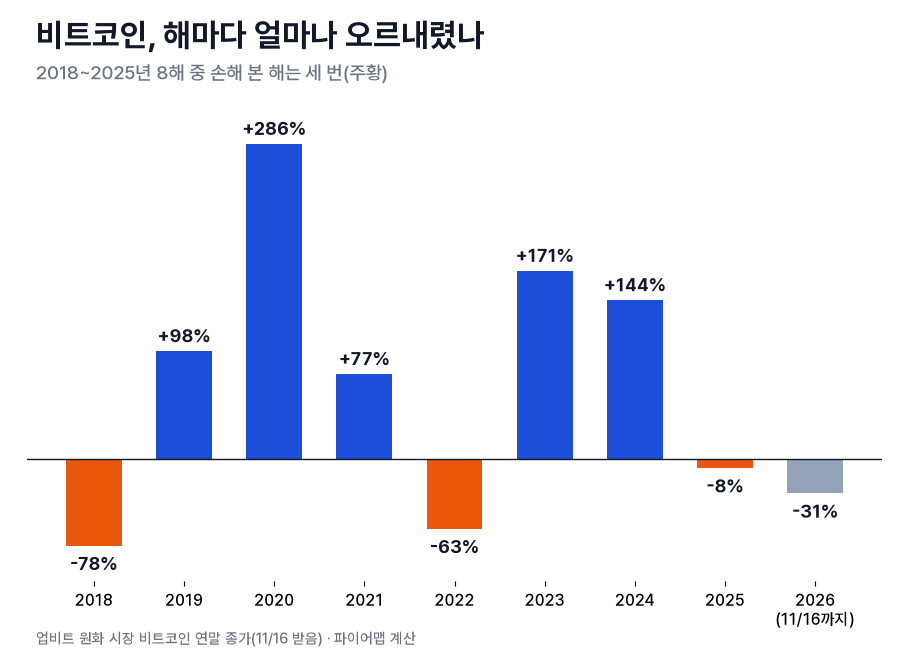 비트코인, 해마다 얼마나 오르내렸나
2018~2025년 8해 중 손해 본 해는 세 번(주황)
+286%
+171%
+144%
+98%
+77%
-8%
-31%
-63%
-78%
2018 2019 2020 2021 2022 2023 2024 2025 2026
(11/16까지)
업비트 원화 시장 비트코인 연말 종가(11/16 받음) · 파이어맵 계산